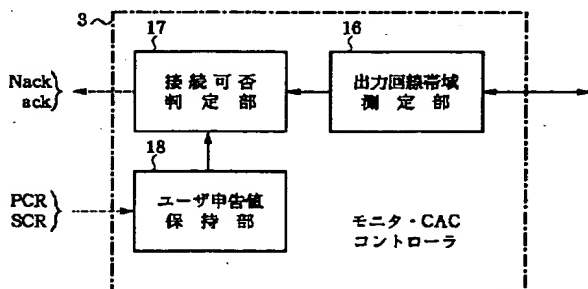 3
17
16
Nack
ack
接続可否
判定部
出力回線帯域
測定部
18
PCR
SCR
ユーザ申告値
保持部
モニタ・CAC
コントローラ